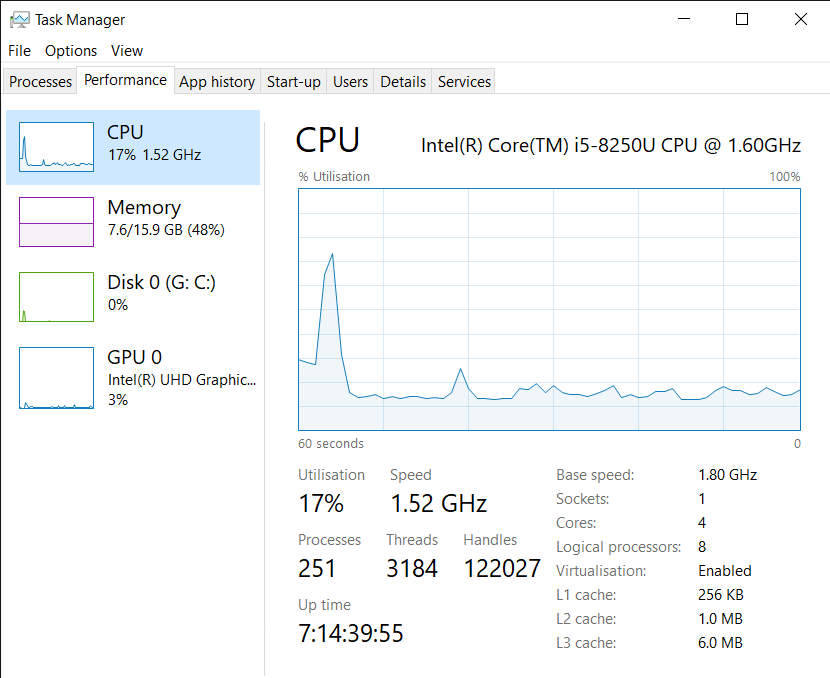 Task Manager
File Options View
Processes Performance App history Start-up Users Details Services
CPU
17% 1.52 GHz
Memory
7.6/15.9 GB (48%)
Disk 0 (G: C:)
0%
GPU 0
Intel(R) UHD Graphic...
3%
CPU Intel(R) Core(TM) i5-8250U CPU @ 1.60GHz
% Utilisation 100%
60 seconds 0
Utilisation Speed
17% 1.52 GHz
Processes Threads Handles
251 3184 122027
Up time
7:14:39:55
Base speed: 1.80 GHz
Sockets: 1
Cores: 4
Logical processors: 8
Virtualisation: Enabled
L1 cache: 256 KB
L2 cache: 1.0 MB
L3 cache: 6.0 MB